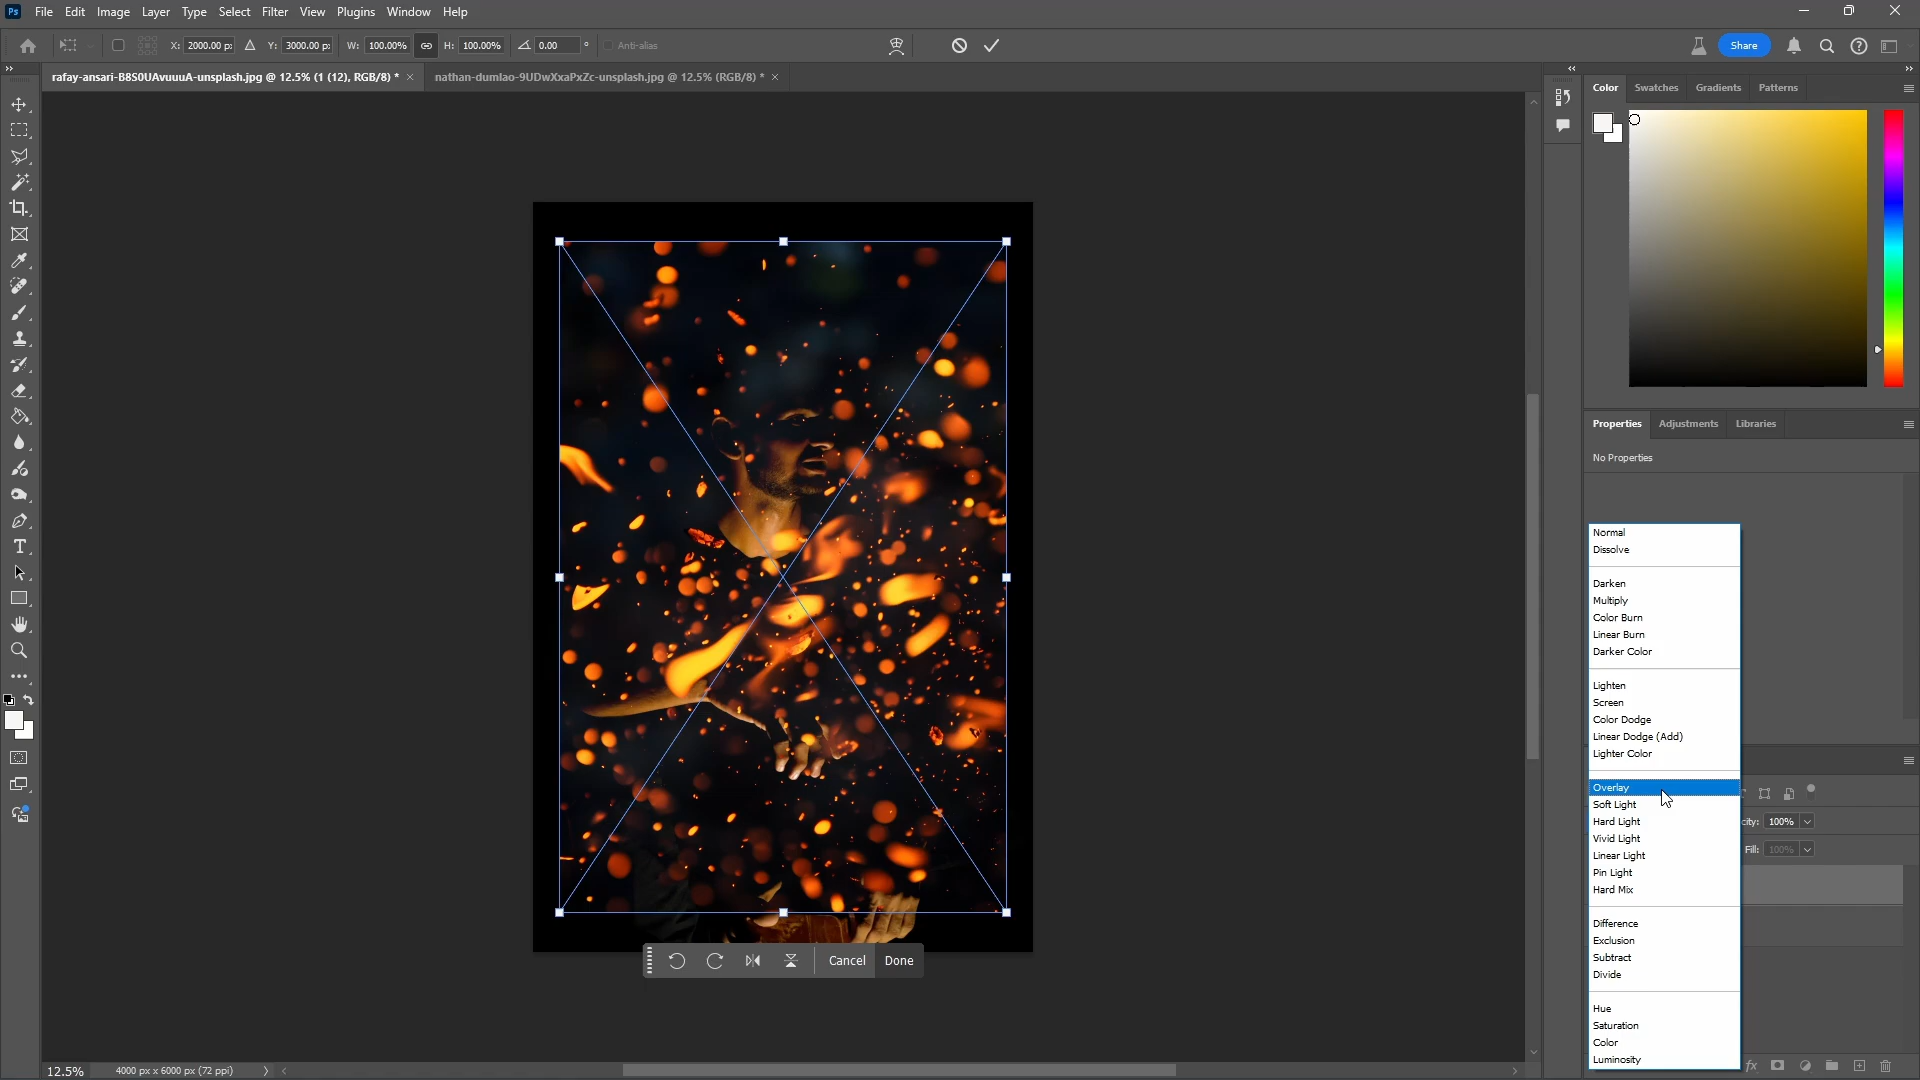 Ps File Edit Image Layer Type Select Filter View Plugins Window Help
X: 2000.00 p: Y: 3000.00 p: W: 100.00% H: 100.00% 0.00 ° Anti-alias Share
rafay-ansari-B8S0UAvuuuA-unsplash.jpg @ 12.5% (1 (12), RGB/8) * × nathan-dumlao-9UDwXxaPxZc-unsplash.jpg @ 12.5% (RGB/8) * ×
Color Swatches Gradients Patterns
Properties Adjustments Libraries
No Properties
Normal
Dissolve
Darken
Multiply
Color Burn
Linear Burn
Darker Color
Lighten
Screen
Color Dodge
Linear Dodge (Add)
Lighter Color
Overlay
Soft Light
Hard Light
Vivid Light
Linear Light
Pin Light
Hard Mix
Difference
Exclusion
Subtract
Divide
Hue
Saturation
Color
Luminosity
city: 100%
Fill: 100%
fx
Cancel Done
12.5% 4000 px x 6000 px (72 ppi)